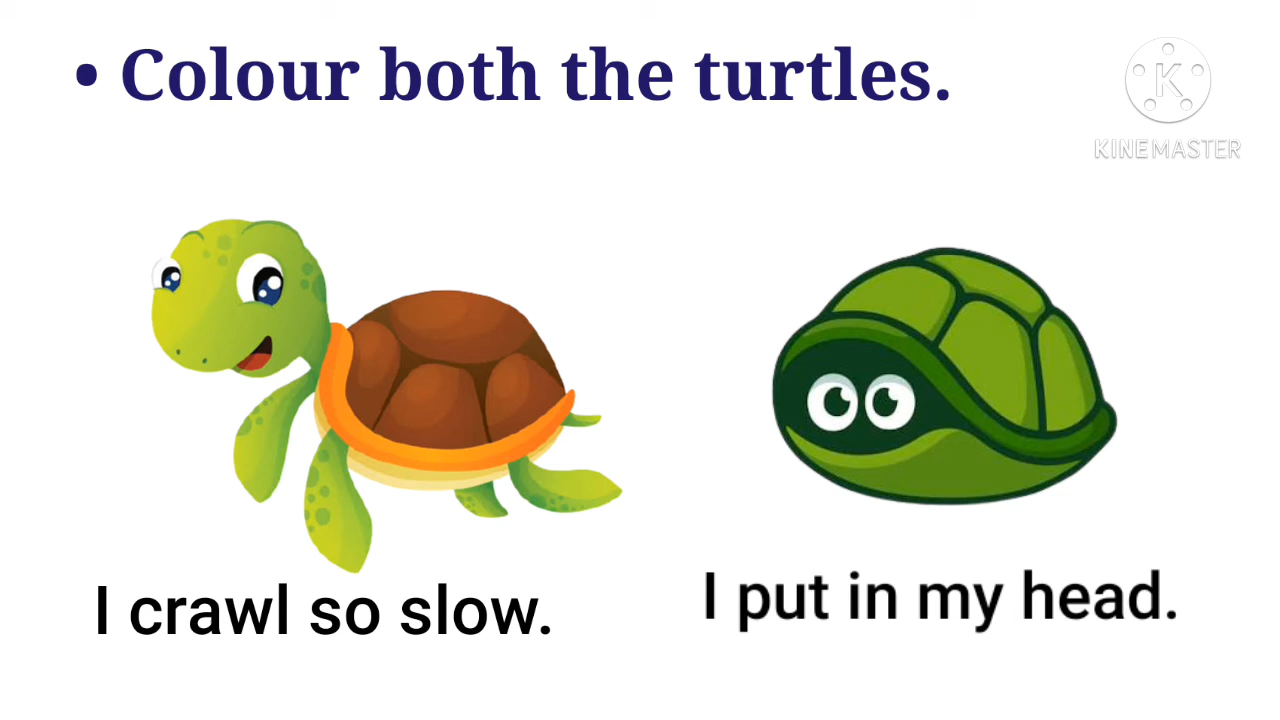 • Colour both the turtles.
K
KINEMASTER
I crawl so slow.
I put in my head.